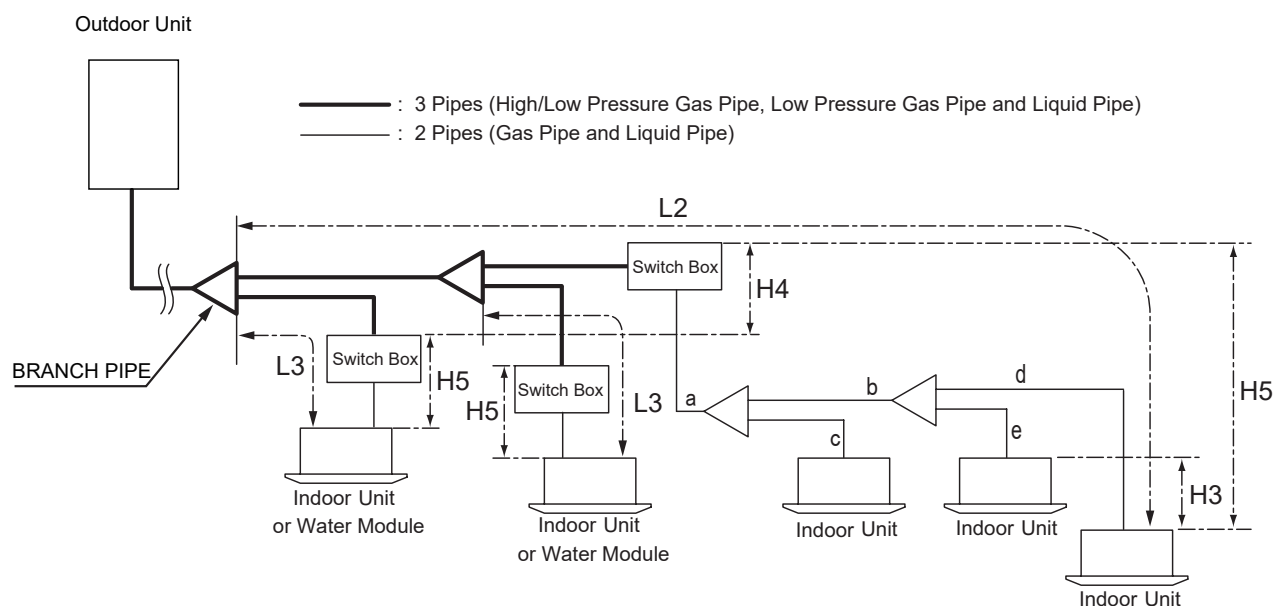 Outdoor Unit
: 3 Pipes (High/Low Pressure Gas Pipe, Low Pressure Gas Pipe and Liquid Pipe)
: 2 Pipes (Gas Pipe and Liquid Pipe)
L2
Switch Box
H4
BRANCH PIPE
L3
Switch Box
H5
H5
Switch Box
L3
a
b
d
c
e
H5
H3
Indoor Unit
or Water Module
Indoor Unit
or Water Module
Indoor Unit
Indoor Unit
Indoor Unit